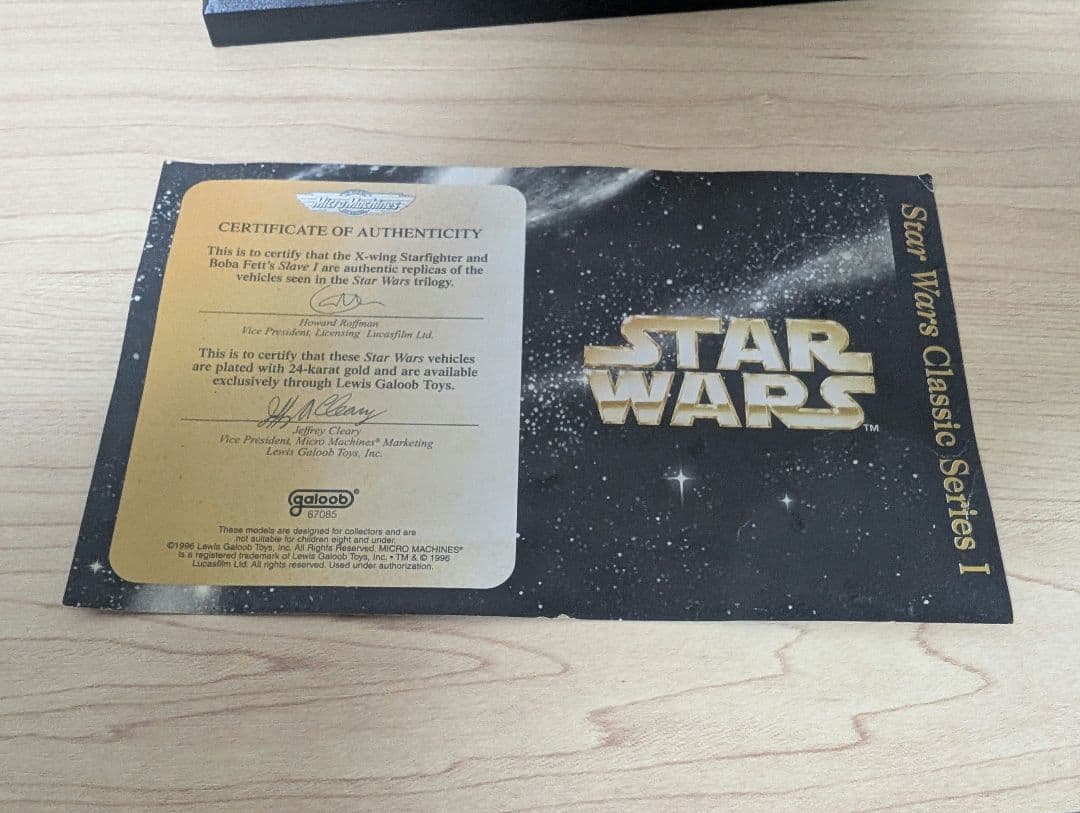 MicroMachines
CERTIFICATE OF AUTHENTICITY
This is to certify that the X-wing Starfighter and
Boba Fett's Slave I are authentic replicas of the
vehicles seen in the Star Wars trilogy.
Howard Roffman
Vice President, Licensing Lucasfilm Ltd.
This is to certify that these Star Wars vehicles
are plated with 24-karat gold and are available
exclusively through Lewis Galoob Toys.
Jeffrey Cleary
Vice President, Micro Machines® Marketing
Lewis Galoob Toys, Inc.
galoob®
67085
These models are designed for collectors and are
not suitable for children eight and under.
©1996 Lewis Galoob Toys, Inc. All Rights Reserved. MICRO MACHINES®
is a registered trademark of Lewis Galoob Toys, Inc. • TM & © 1996
Lucasfilm Ltd. All rights reserved. Used under authorization.
STAR
WARS
TM
Star Wars Classic Series I